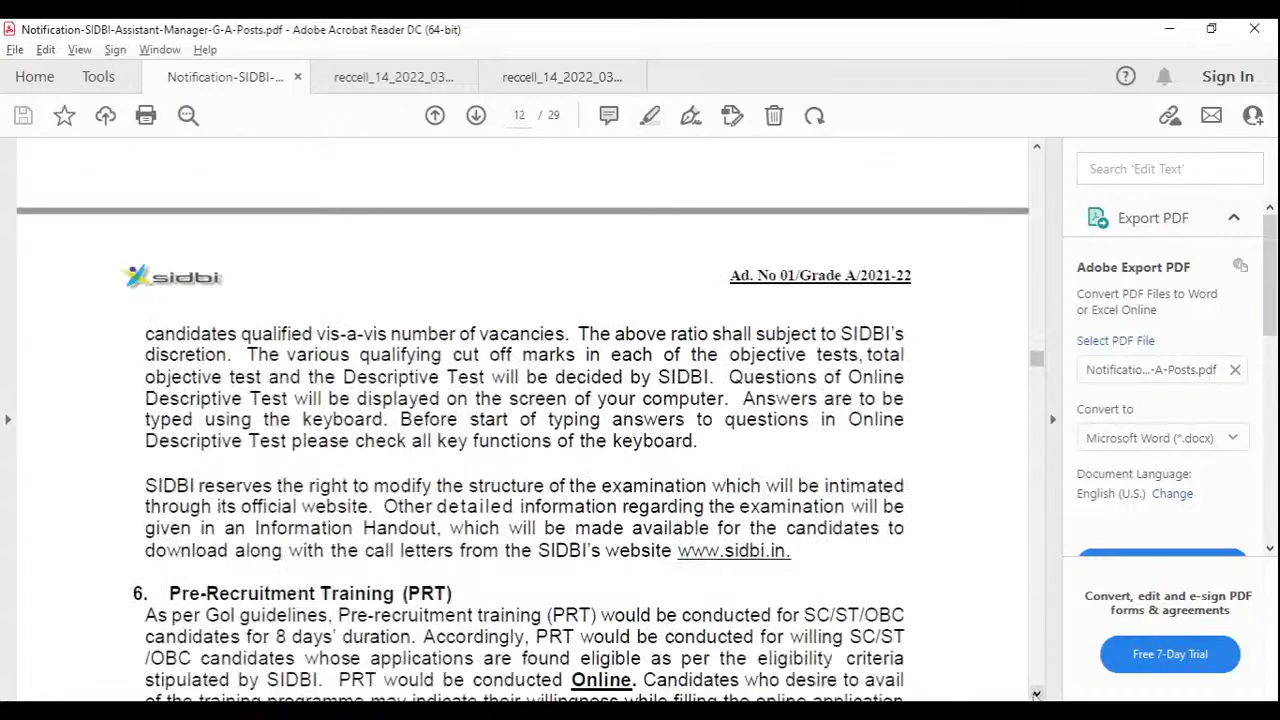 Notification-SIDBI-Assistant-Manager-G-A-Posts.pdf - Adobe Acrobat Reader DC (64-bit)
File Edit View Sign Window Help
Home Tools Notification-SIDBI-... × reccell_14_2022_03... reccell_14_2022_03... Sign In
12 / 29
Search 'Edit Text'
Export PDF
Adobe Export PDF
Convert PDF Files to Word
or Excel Online
Select PDF File
Notificatio...-A-Posts.pdf
Convert to
Microsoft Word (*.docx)
Document Language:
English (U.S.) Change
Convert, edit and e-sign PDF
forms & agreements
Free 7-Day Trial
sidbi
Ad. No 01/Grade A/2021-22
candidates qualified vis-a-vis number of vacancies. The above ratio shall subject to SIDBI's
discretion. The various qualifying cut off marks in each of the objective tests, total
objective test and the Descriptive Test will be decided by SIDBI. Questions of Online
Descriptive Test will be displayed on the screen of your computer. Answers are to be
typed using the keyboard. Before start of typing answers to questions in Online
Descriptive Test please check all key functions of the keyboard.
SIDBI reserves the right to modify the structure of the examination which will be intimated
through its official website. Other detailed information regarding the examination will be
given in an Information Handout, which will be made available for the candidates to
download along with the call letters from the SIDBI's website www.sidbi.in.
6. Pre-Recruitment Training (PRT)
As per GoI guidelines, Pre-recruitment training (PRT) would be conducted for SC/ST/OBC
candidates for 8 days' duration. Accordingly, PRT would be conducted for willing SC/ST
/OBC candidates whose applications are found eligible as per the eligibility criteria
stipulated by SIDBI. PRT would be conducted Online. Candidates who desire to avail
of the training programme may indicate their willingness while filling the online application